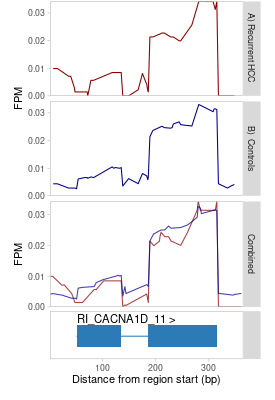 0.03
0.02
0.01
0.00
A) Recurrent HCC
FPM
0.03
0.02
0.01
0.00
B) Controls
0.03
0.02
0.01
0.00
Combined
FPM
RI_CACNA1D_11 >
100
200
300
Distance from region start (bp)